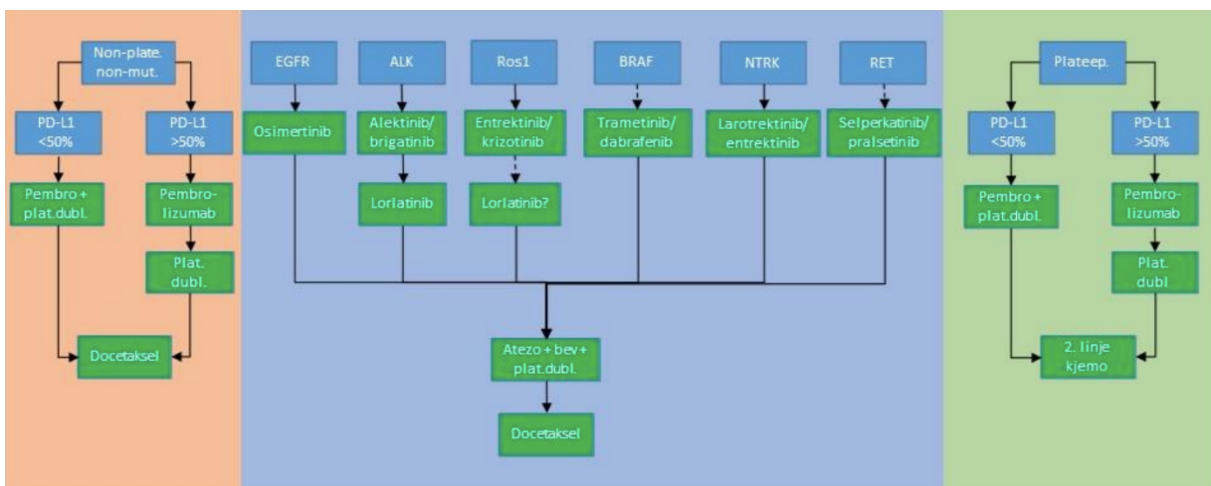 Non-plate.
non-mut.
PD-L1
<50%
PD-L1
>50%
Pembro +
plat.dubl.
Pembro-
lizumab
Plat.
dubl.
Docetaksel
EGFR
ALK
Ros1
BRAF
NTRK
RET
Osimertinib
Alektinib/
brigatinib
Entrektinib/
krizotinib
Trametinib/
dabrafenib
Larotrektinib/
entrektinib
Selperkatinib/
pralsetinib
Lorlatinib
Lorlatinib?
Atezo + bev +
plat.dubl.
Docetaksel
Plateep.
PD-L1
<50%
PD-L1
>50%
Pembro +
plat.dubl.
Pembro-
lizumab
Plat.
dubl
2. linje
kjemo